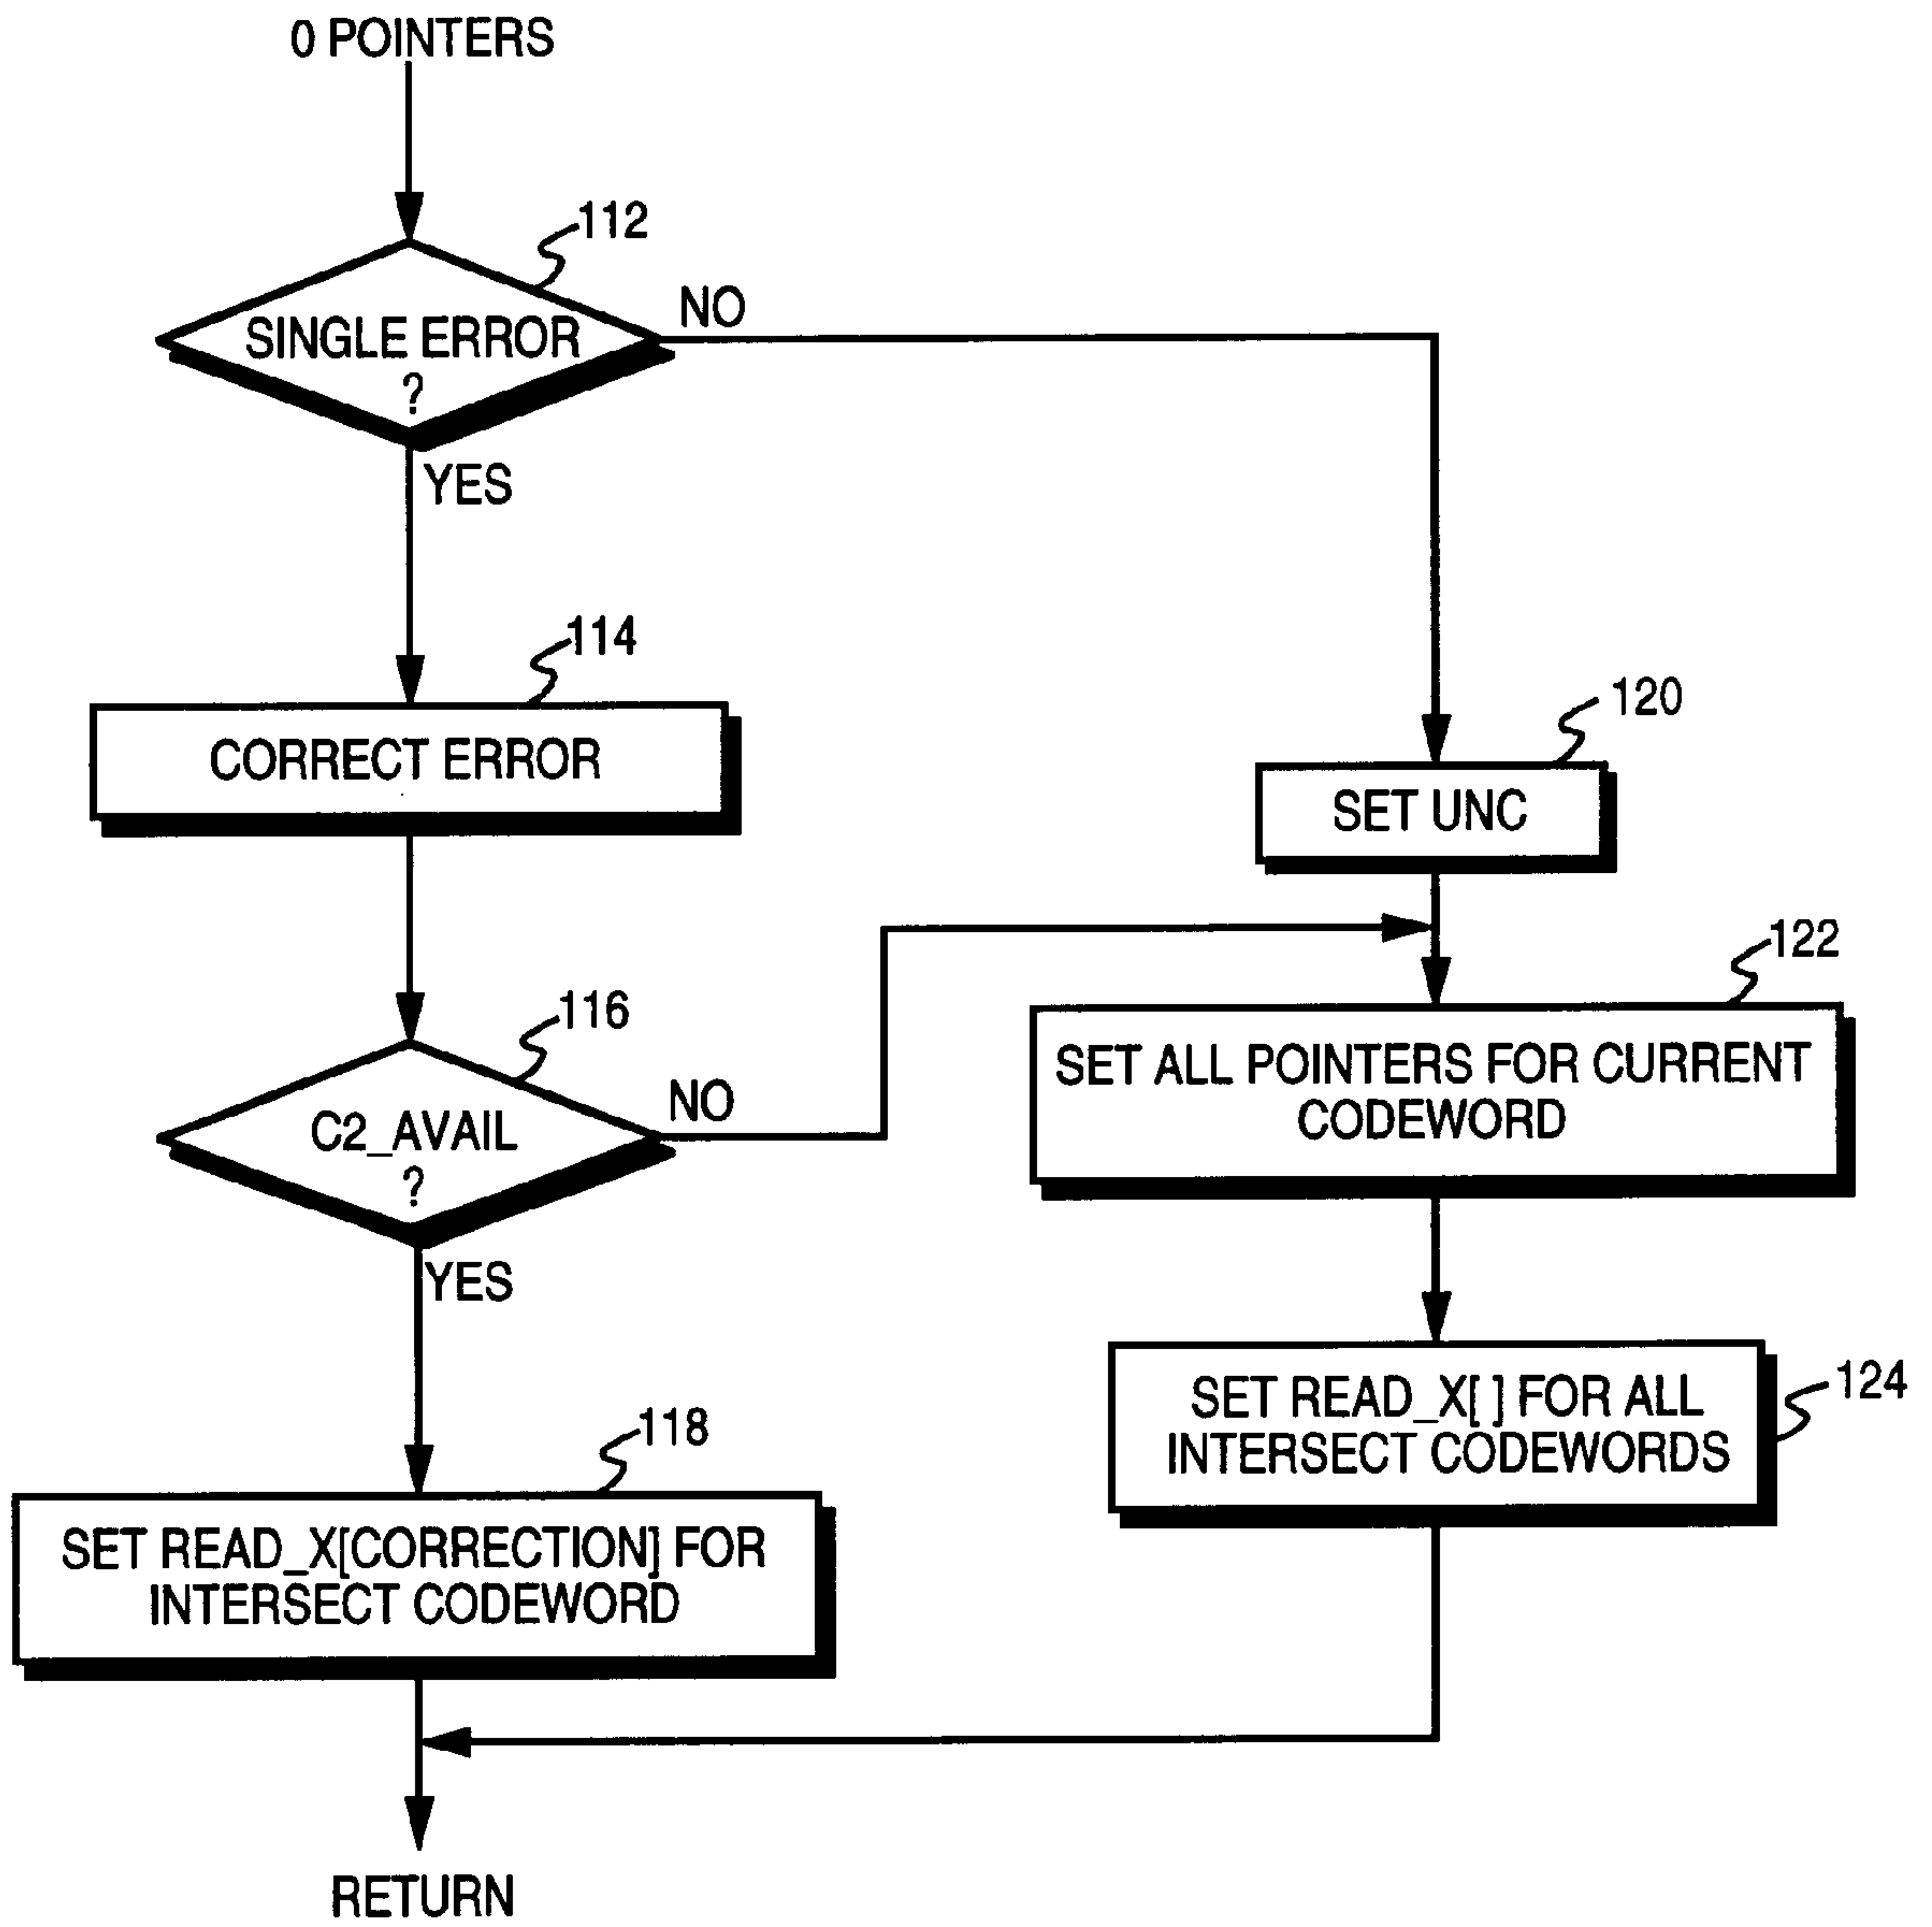 0 POINTERS
112
SINGLE ERROR
?
NO
YES
114
CORRECT ERROR
120
SET UNC
116
C2_AVAIL
?
NO
YES
122
SET ALL POINTERS FOR CURRENT
CODEWORD
124
SET READ_X[ ] FOR ALL
INTERSECT CODEWORDS
118
SET READ_X[CORRECTION] FOR
INTERSECT CODEWORD
RETURN